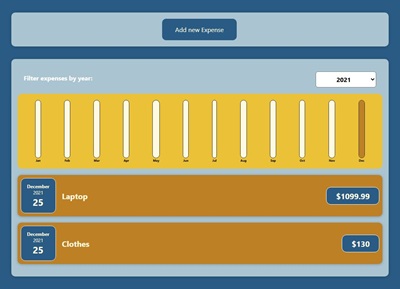 Add new Expense
Filter expenses by year:
2021
Jan Feb Mar Apr May Jun Jul Aug Sep Oct Nov Dec
December
2021
25
Laptop
$1099.99
December
2021
25
Clothes
$130